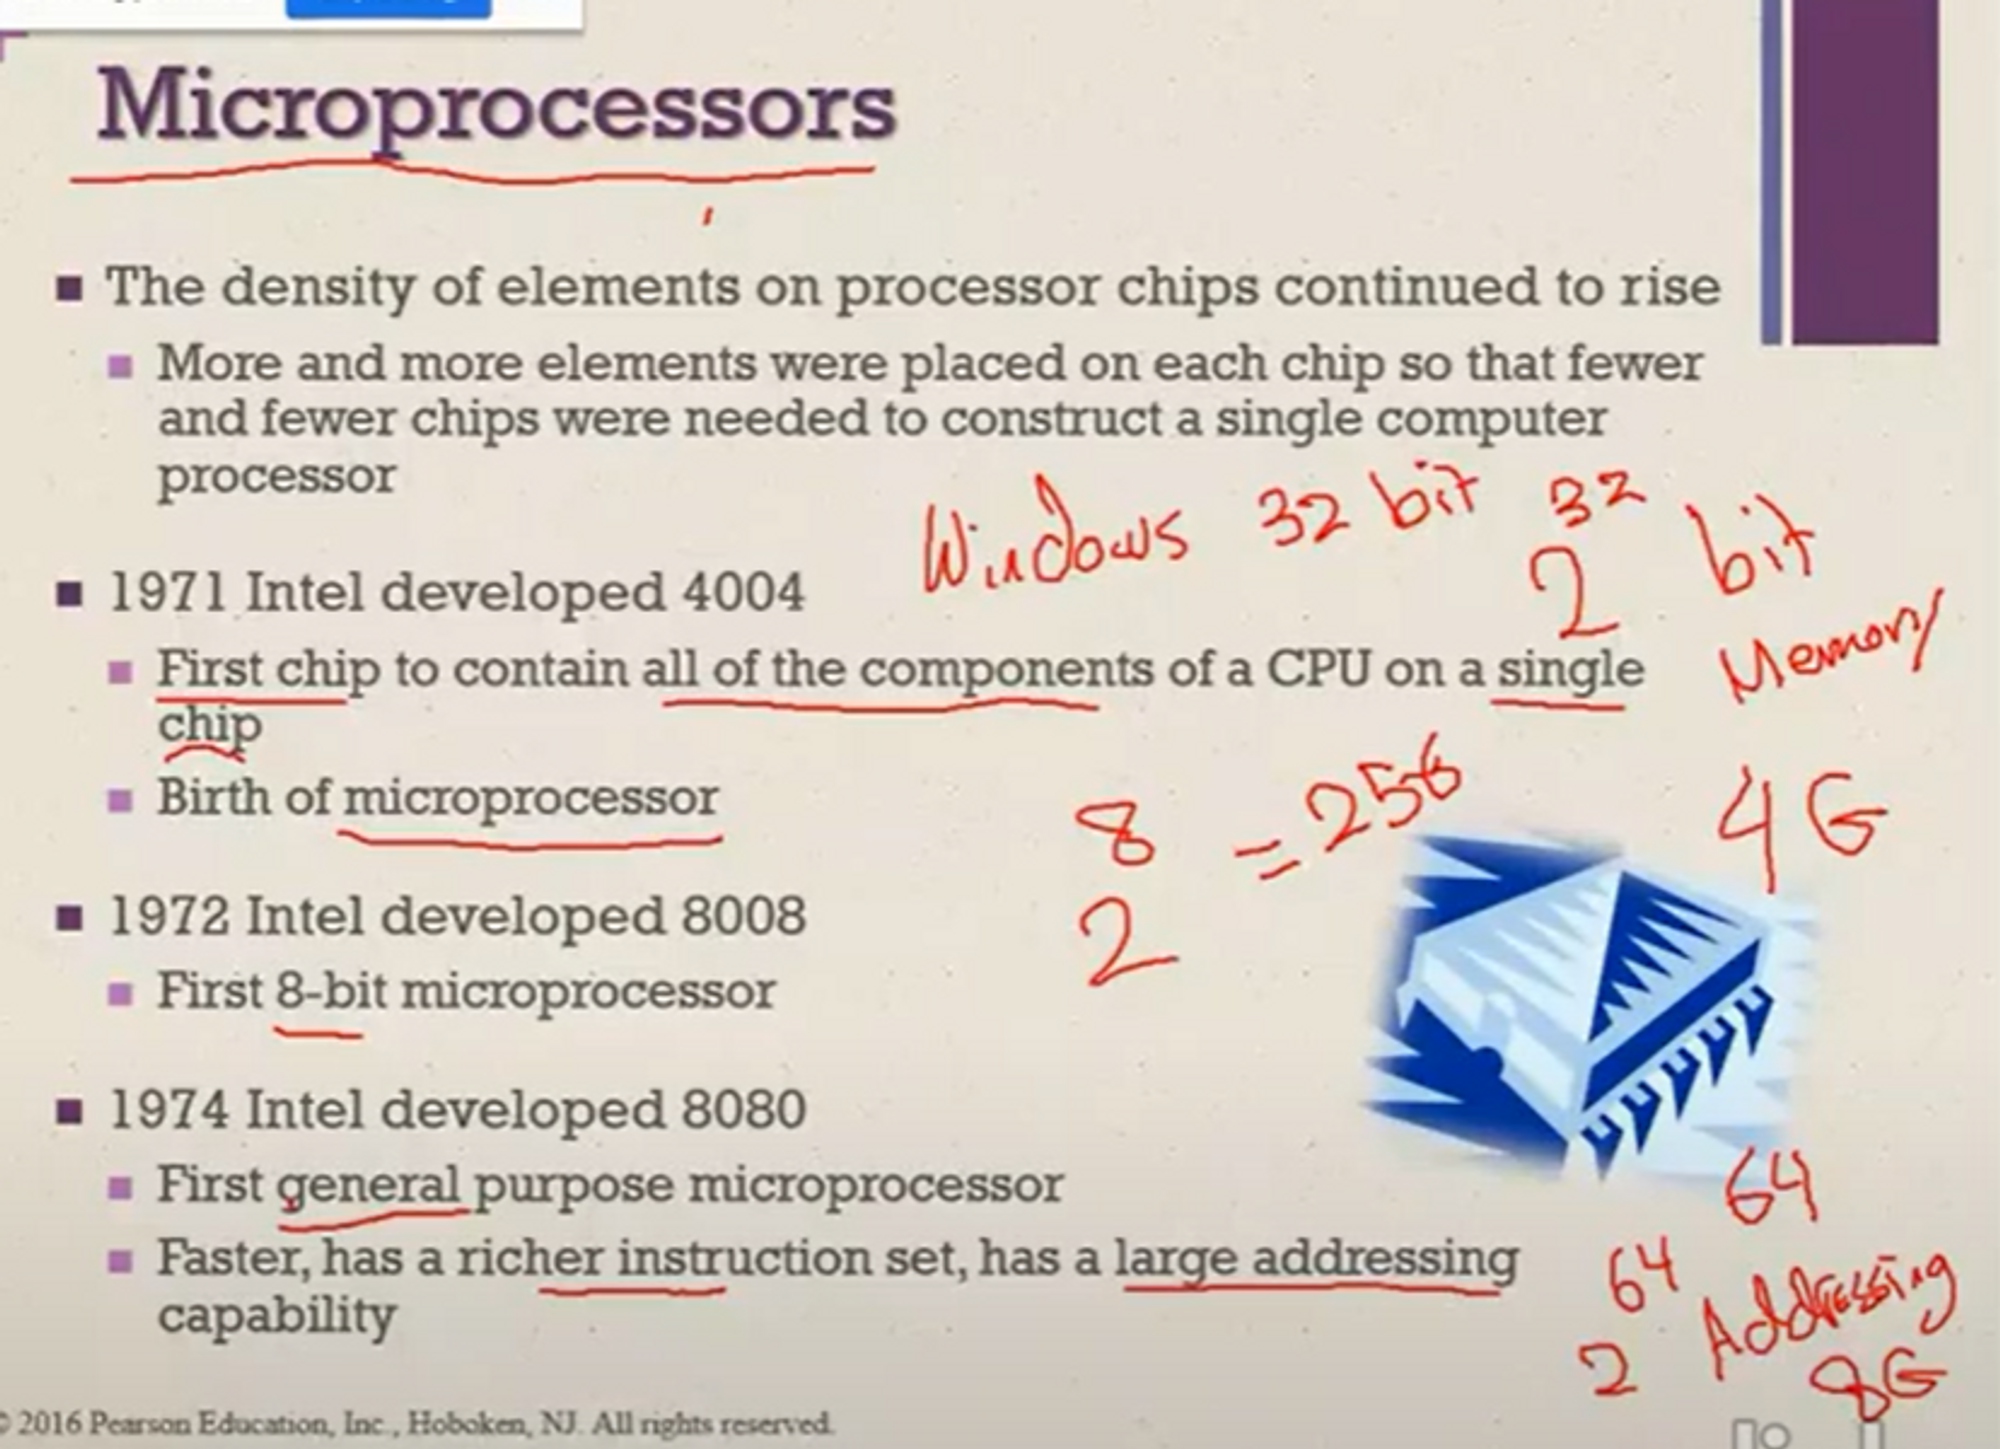 Microprocessors
The density of elements on processor chips continued to rise
More and more elements were placed on each chip so that fewer
and fewer chips were needed to construct a single computer
processor
Windows 32 bit 2^32 bit
Memory
4G
1971 Intel developed 4004
First chip to contain all of the components of a CPU on a single
chip
Birth of microprocessor
2^8 = 256
1972 Intel developed 8008
First 8-bit microprocessor
1974 Intel developed 8080
First general purpose microprocessor
64
Faster, has a richer instruction set, has a large addressing
capability
2^64 Addressing
8G
© 2016 Pearson Education, Inc., Hoboken, NJ. All rights reserved.